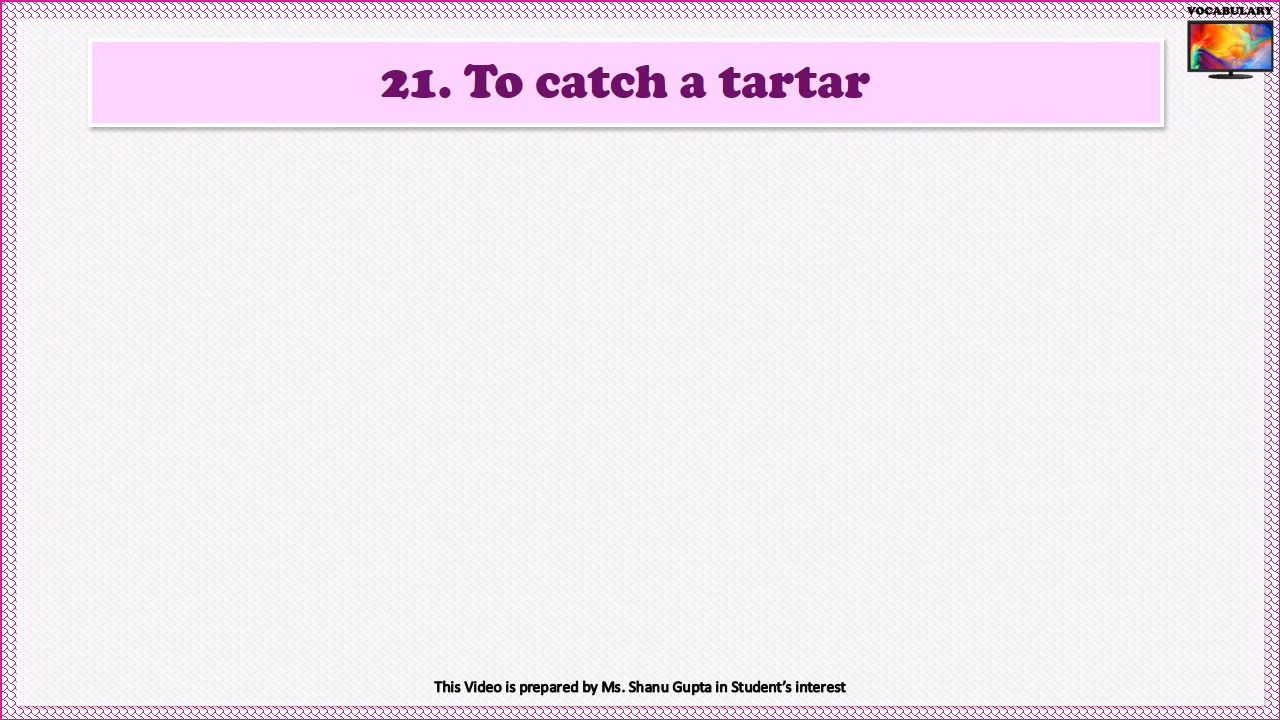 VOCABULARY
21. To catch a tartar
This Video is prepared by Ms. Shanu Gupta in Student’s interest